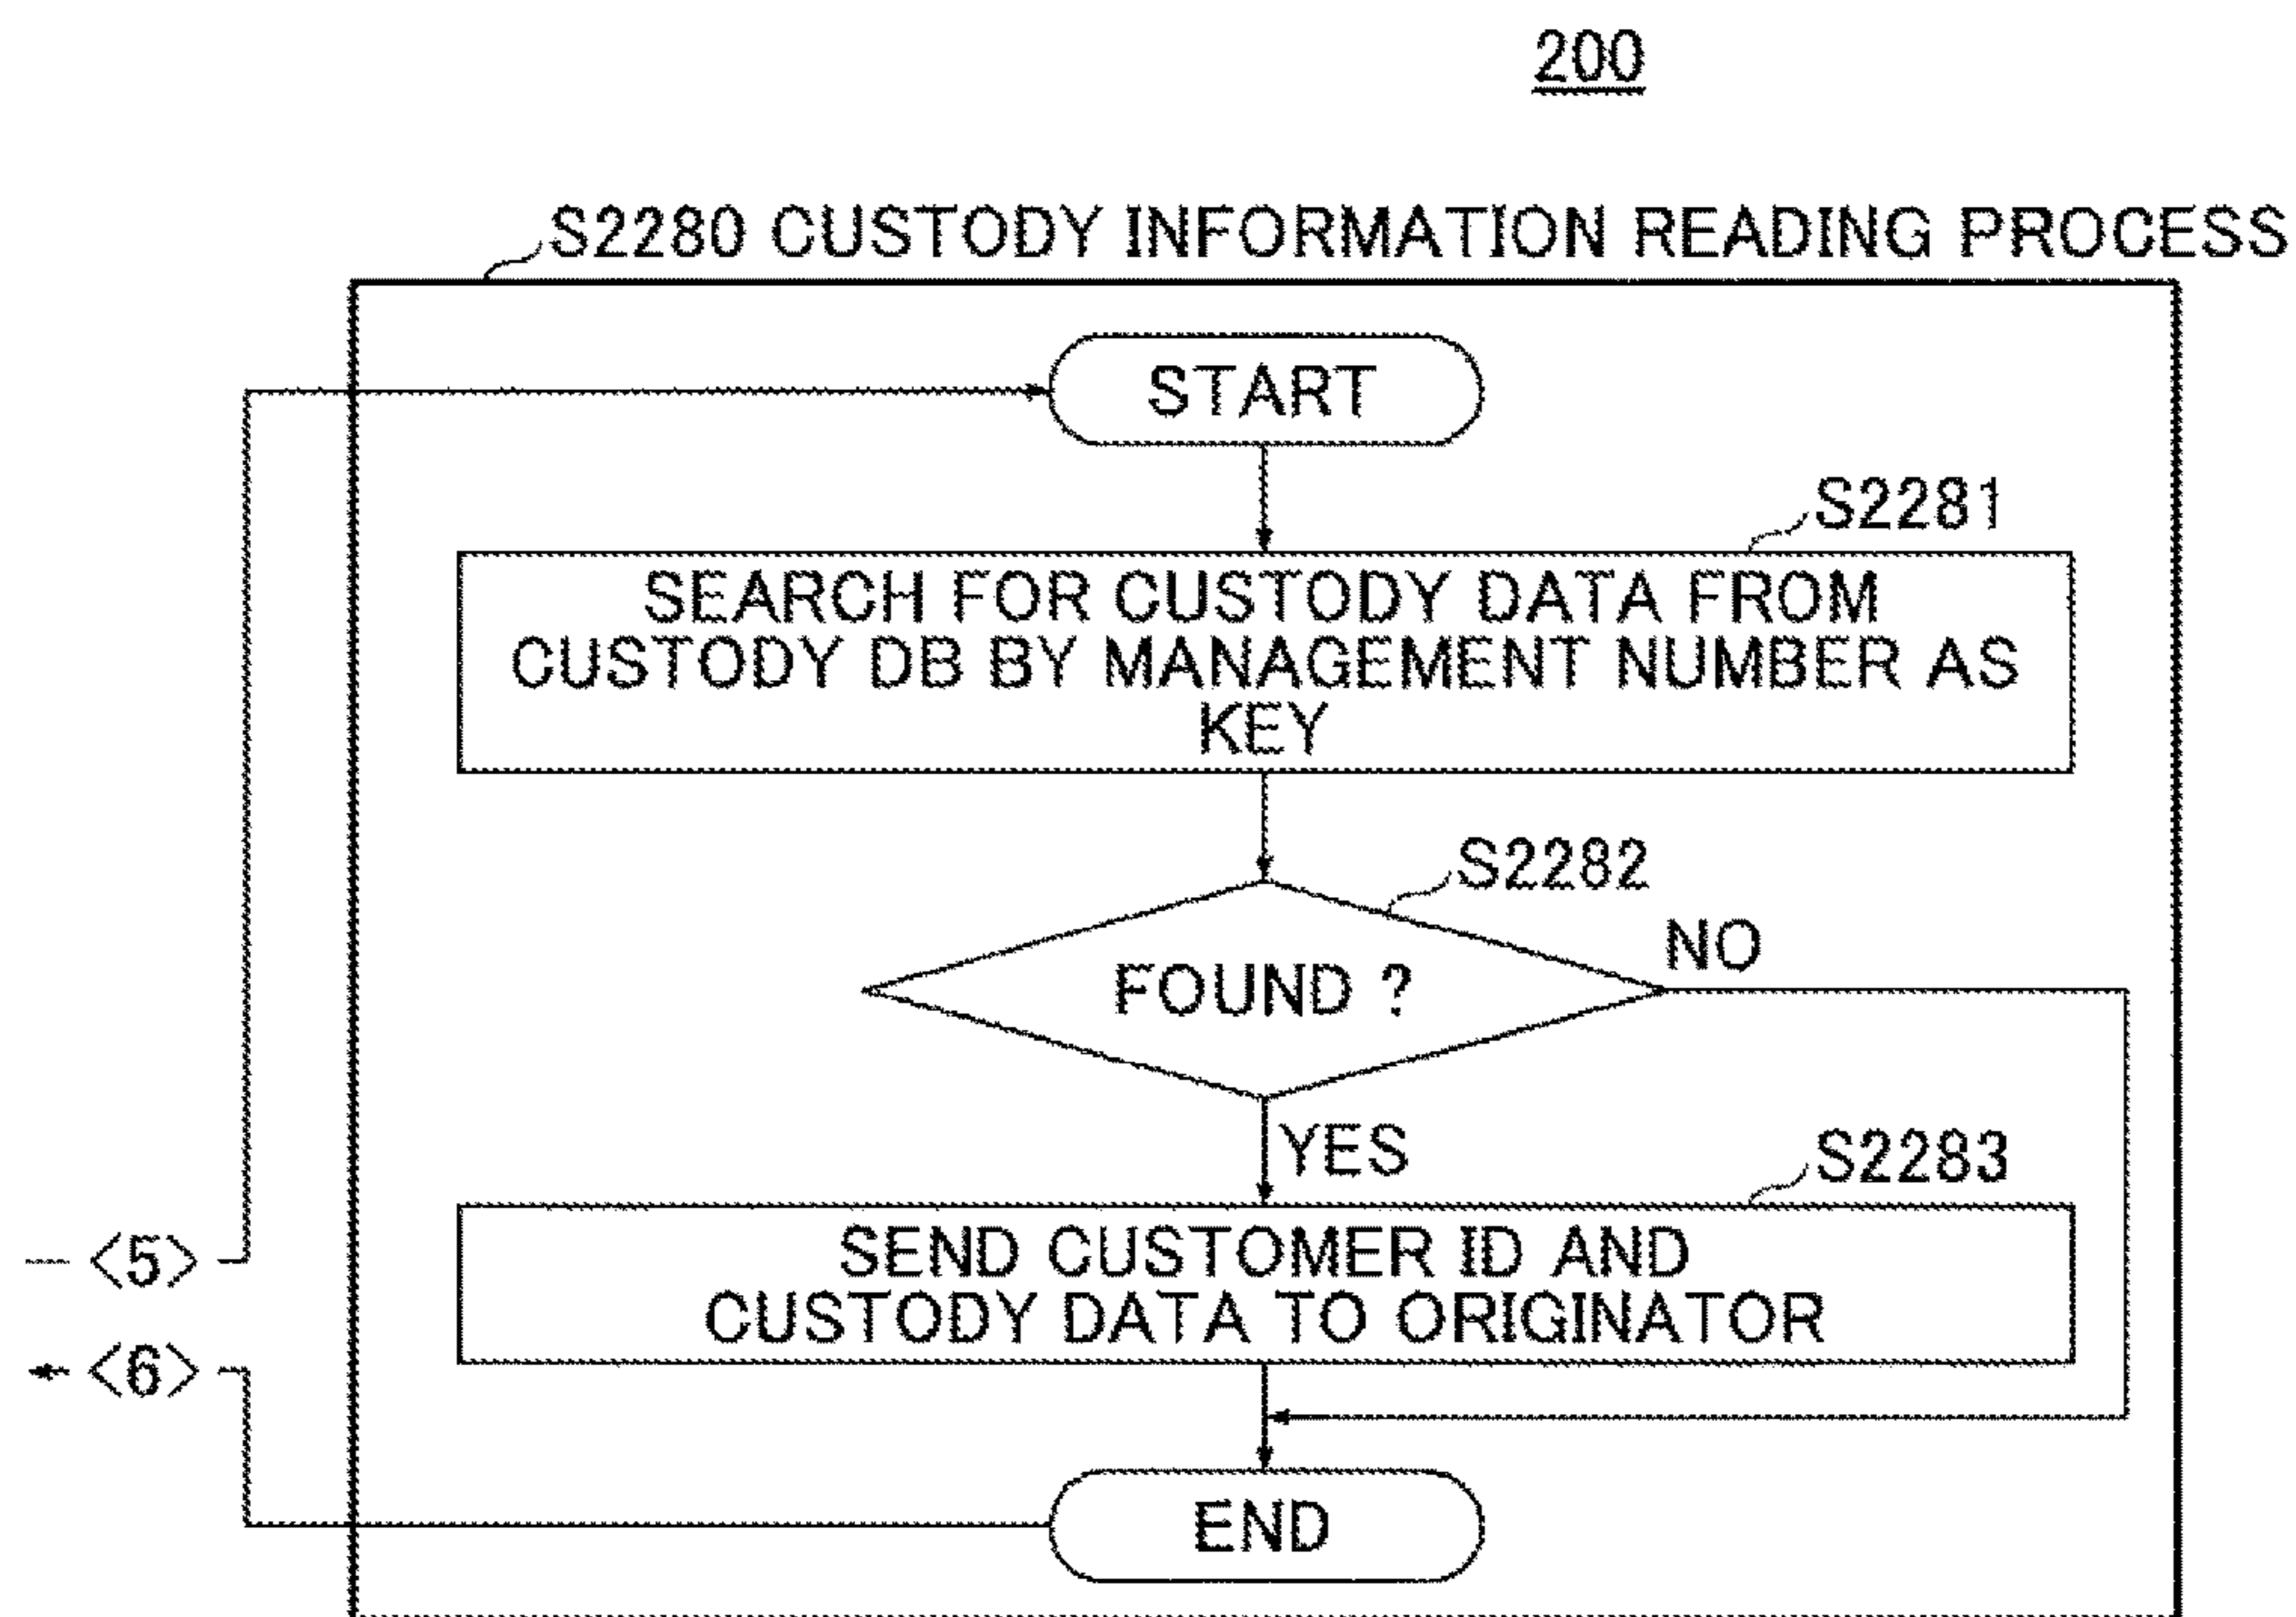 200
S2280 CUSTODY INFORMATION READING PROCESS
START
S2281
SEARCH FOR CUSTODY DATA FROM
CUSTODY DB BY MANAGEMENT NUMBER AS
KEY
S2282
FOUND ?
NO
YES
S2283
SEND CUSTOMER ID AND
CUSTODY DATA TO ORIGINATOR
<5>
<6>
END